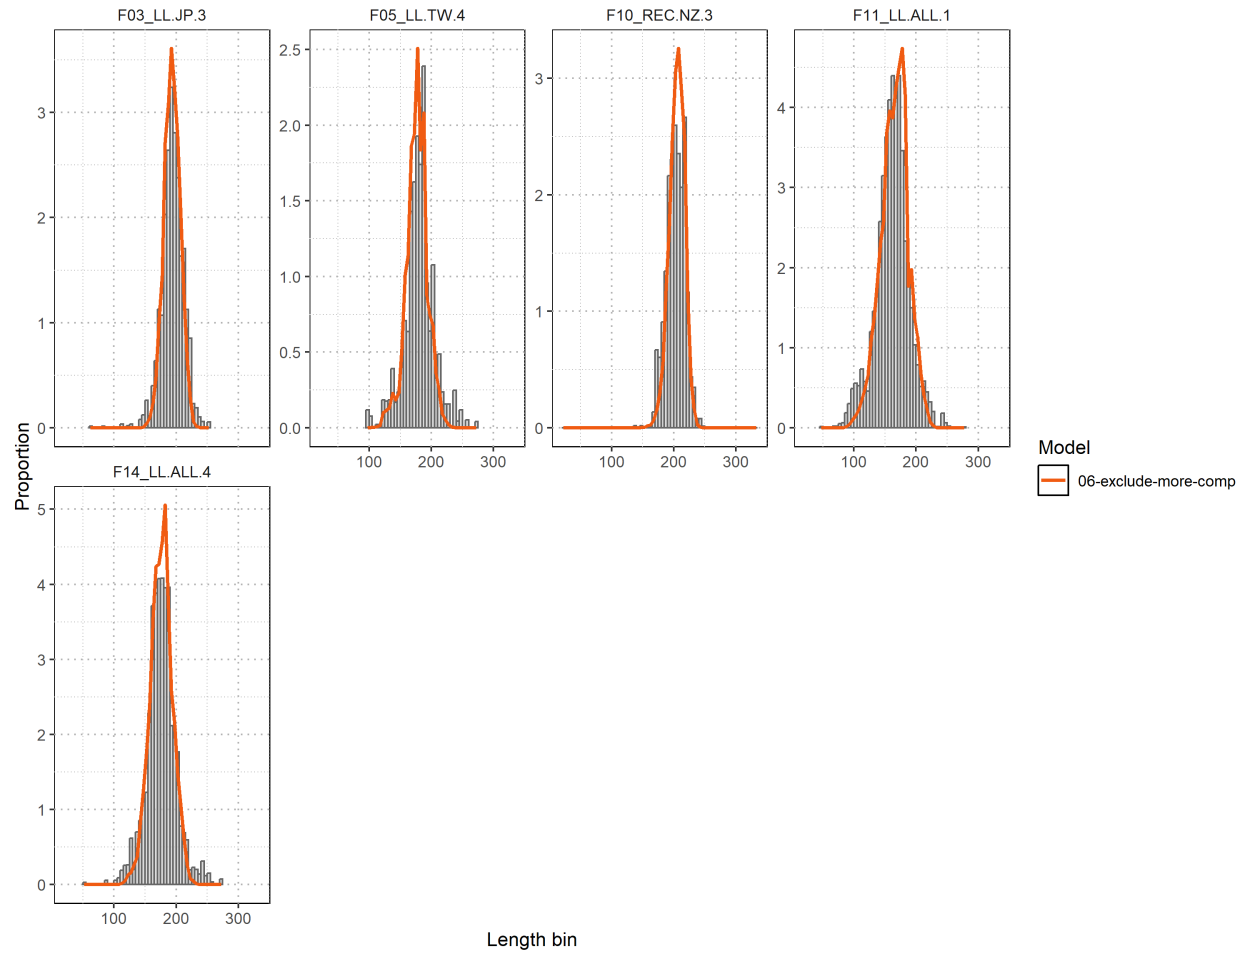 F03_LL.JP.3
F05_LL.TW.4
F10_REC.NZ.3
F11_LL.ALL.1
3
2
1
0
2.5
2.0
1.5
1.0
0.5
0.0
3
2
1
0
4
3
2
1
0
100 200 300
100 200 300
100 200 300
F14_LL.ALL.4
5
4
3
2
1
0
100 200 300
Proportion
Length bin
Model
06-exclude-more-comp